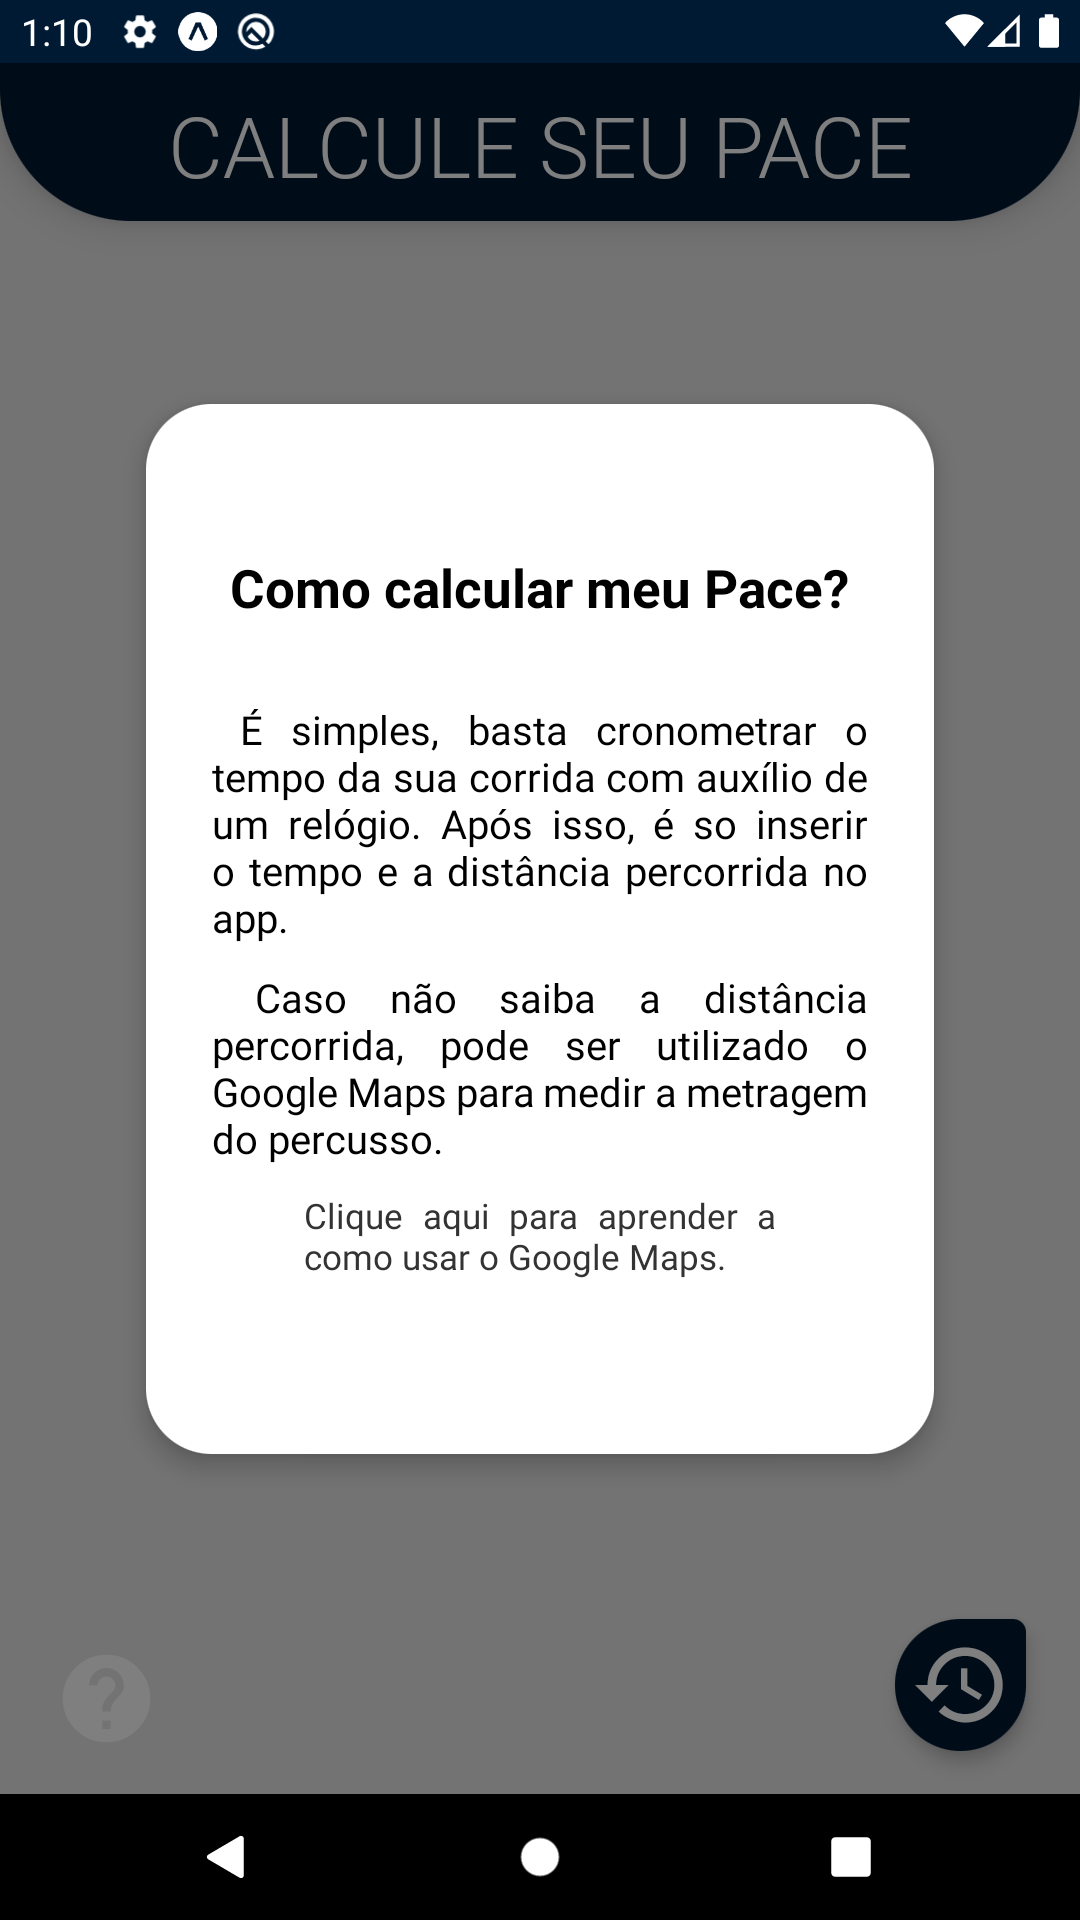 1:10
CALCULE SEU PACE
Como calcular meu Pace?
É simples, basta cronometrar o
tempo da sua corrida com auxílio de
um relógio. Após isso, é so inserir
o tempo e a distância percorrida no
app.
Caso não saiba a distância
percorrida, pode ser utilizado o
Google Maps para medir a metragem
do percusso.
Clique aqui para aprender a
como usar o Google Maps.
?